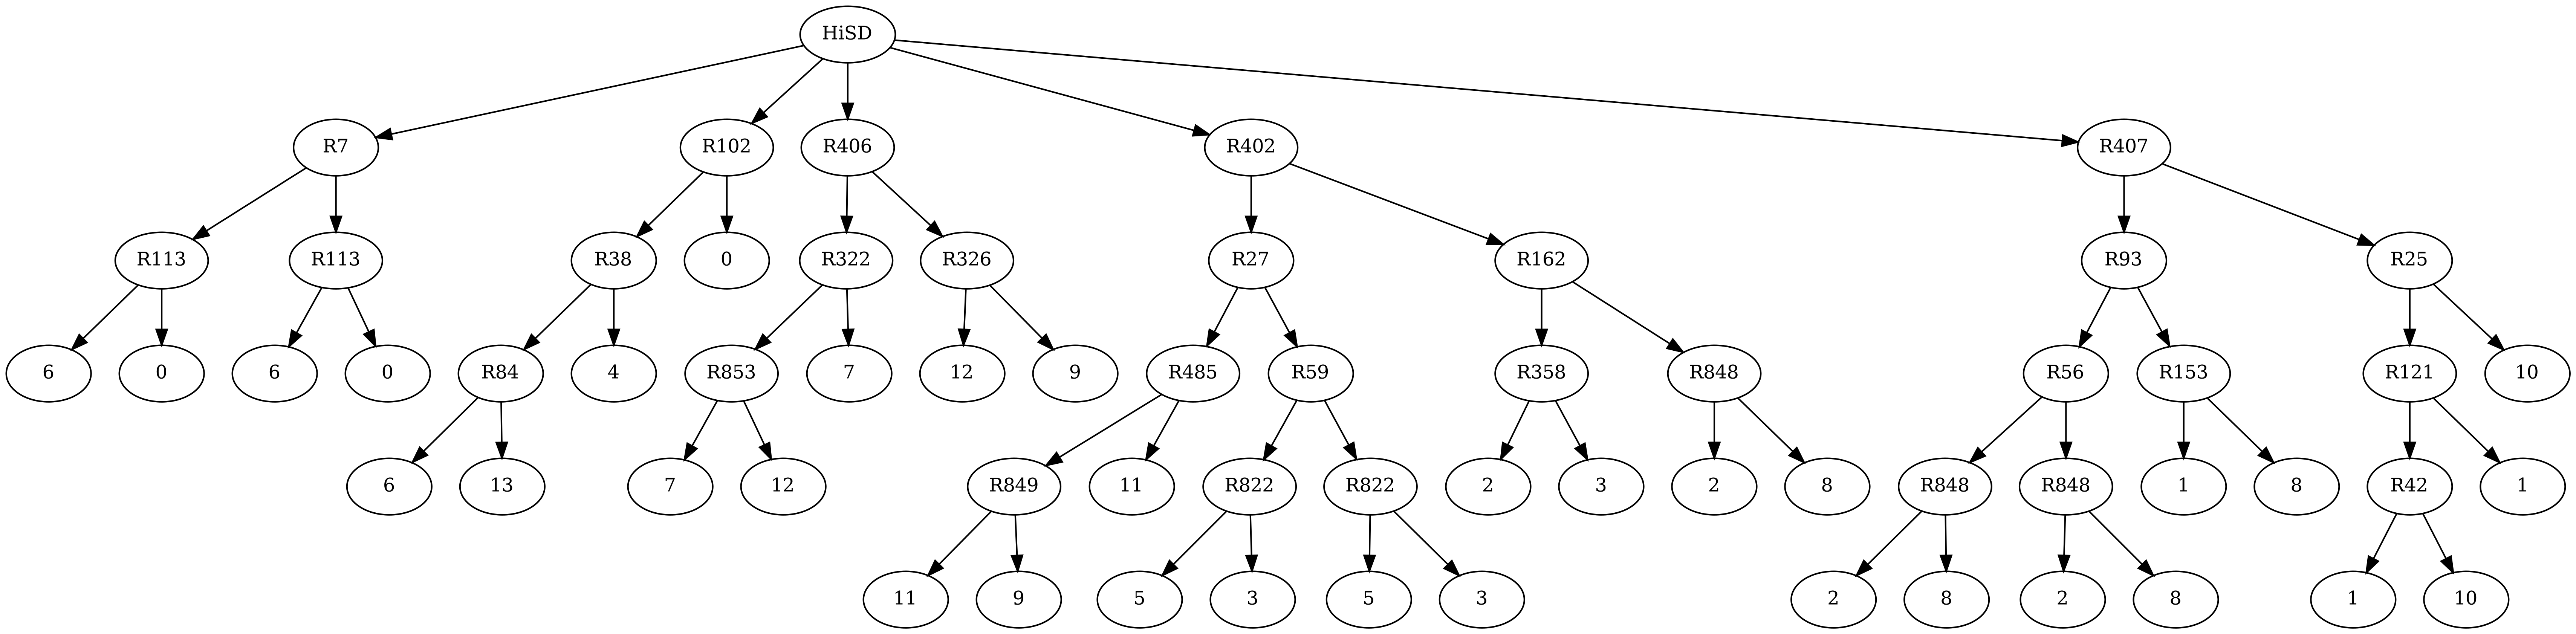 HiSD
R7 R102 R406 R402 R407
R113 R113 R38 0 R322 R326 R27 R162 R93 R25
6 0 6 0 R84 4 R853 7 12 9 R485 R59 R358 R848 R56 R153 R121 10
6 13 7 12 R849 11 R822 R822 2 3 2 8 R848 R848 1 8 R42 1
11 9 5 3 5 3 2 8 2 8 1 10